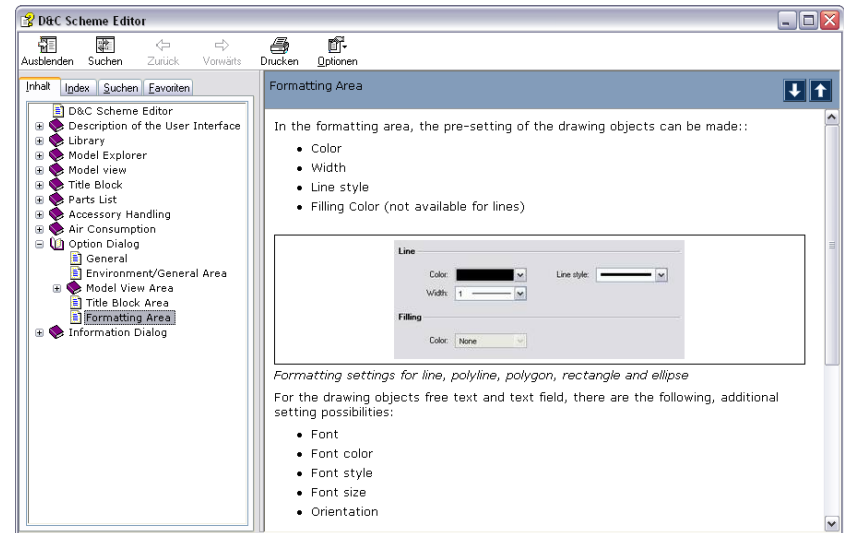 D&C Scheme Editor
Ausblenden Suchen Zurück Vorwärts Drucken Optionen
Inhalt Index Suchen Favoriten
D&C Scheme Editor
Description of the User Interface
Library
Model Explorer
Model view
Title Block
Parts List
Accessory Handling
Air Consumption
Option Dialog
General
Environment/General Area
Model View Area
Title Block Area
Formatting Area
Information Dialog
Formatting Area
In the formatting area, the pre-setting of the drawing objects can be made::
• Color
• Width
• Line style
• Filling Color (not available for lines)
Line
Color: Line style:
Width: 1
Filling
Color: None
Formatting settings for line, polyline, polygon, rectangle and ellipse
For the drawing objects free text and text field, there are the following, additional
setting possibilities:
• Font
• Font color
• Font style
• Font size
• Orientation